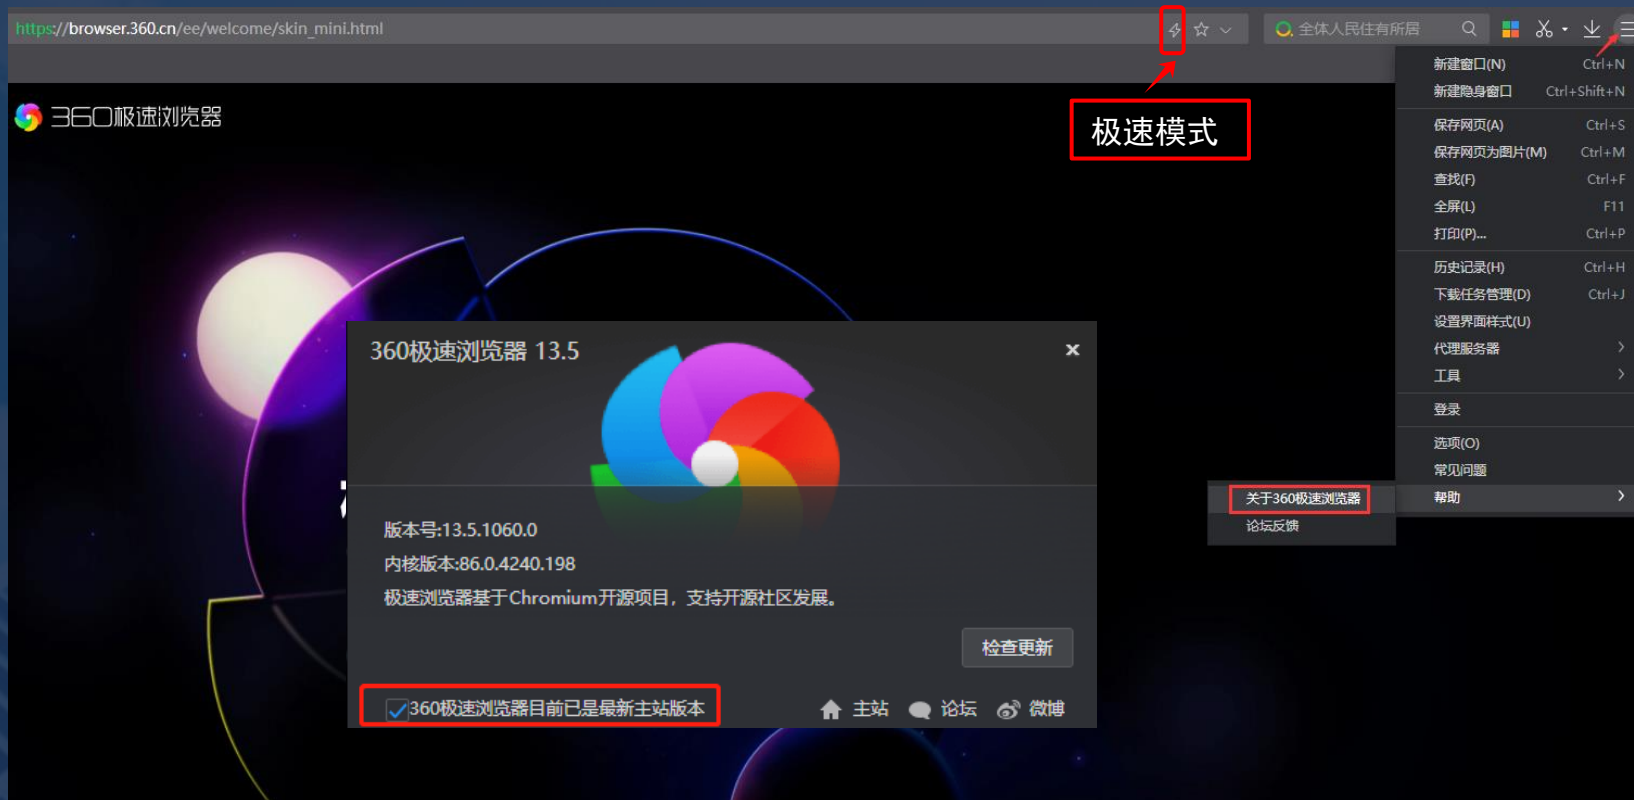 https://browser.360.cn/ee/welcome/skin_mini.html
全体人民住有所居
360极速浏览器
极速模式
新建窗口(N) Ctrl+N
新建隐身窗口 Ctrl+Shift+N
保存网页(A) Ctrl+S
保存网页为图片(M) Ctrl+M
查找(F) Ctrl+F
全屏(L) F11
打印(P)... Ctrl+P
历史记录(H) Ctrl+H
下载任务管理(D) Ctrl+J
设置界面样式(U)
代理服务器
工具
登录
选项(O)
常见问题
帮助
关于360极速浏览器
论坛反馈
360极速浏览器 13.5
版本号:13.5.1060.0
内核版本:86.0.4240.198
极速浏览器基于Chromium开源项目，支持开源社区发展。
检查更新
360极速浏览器目前已是最新主站版本
主站 论坛 微博